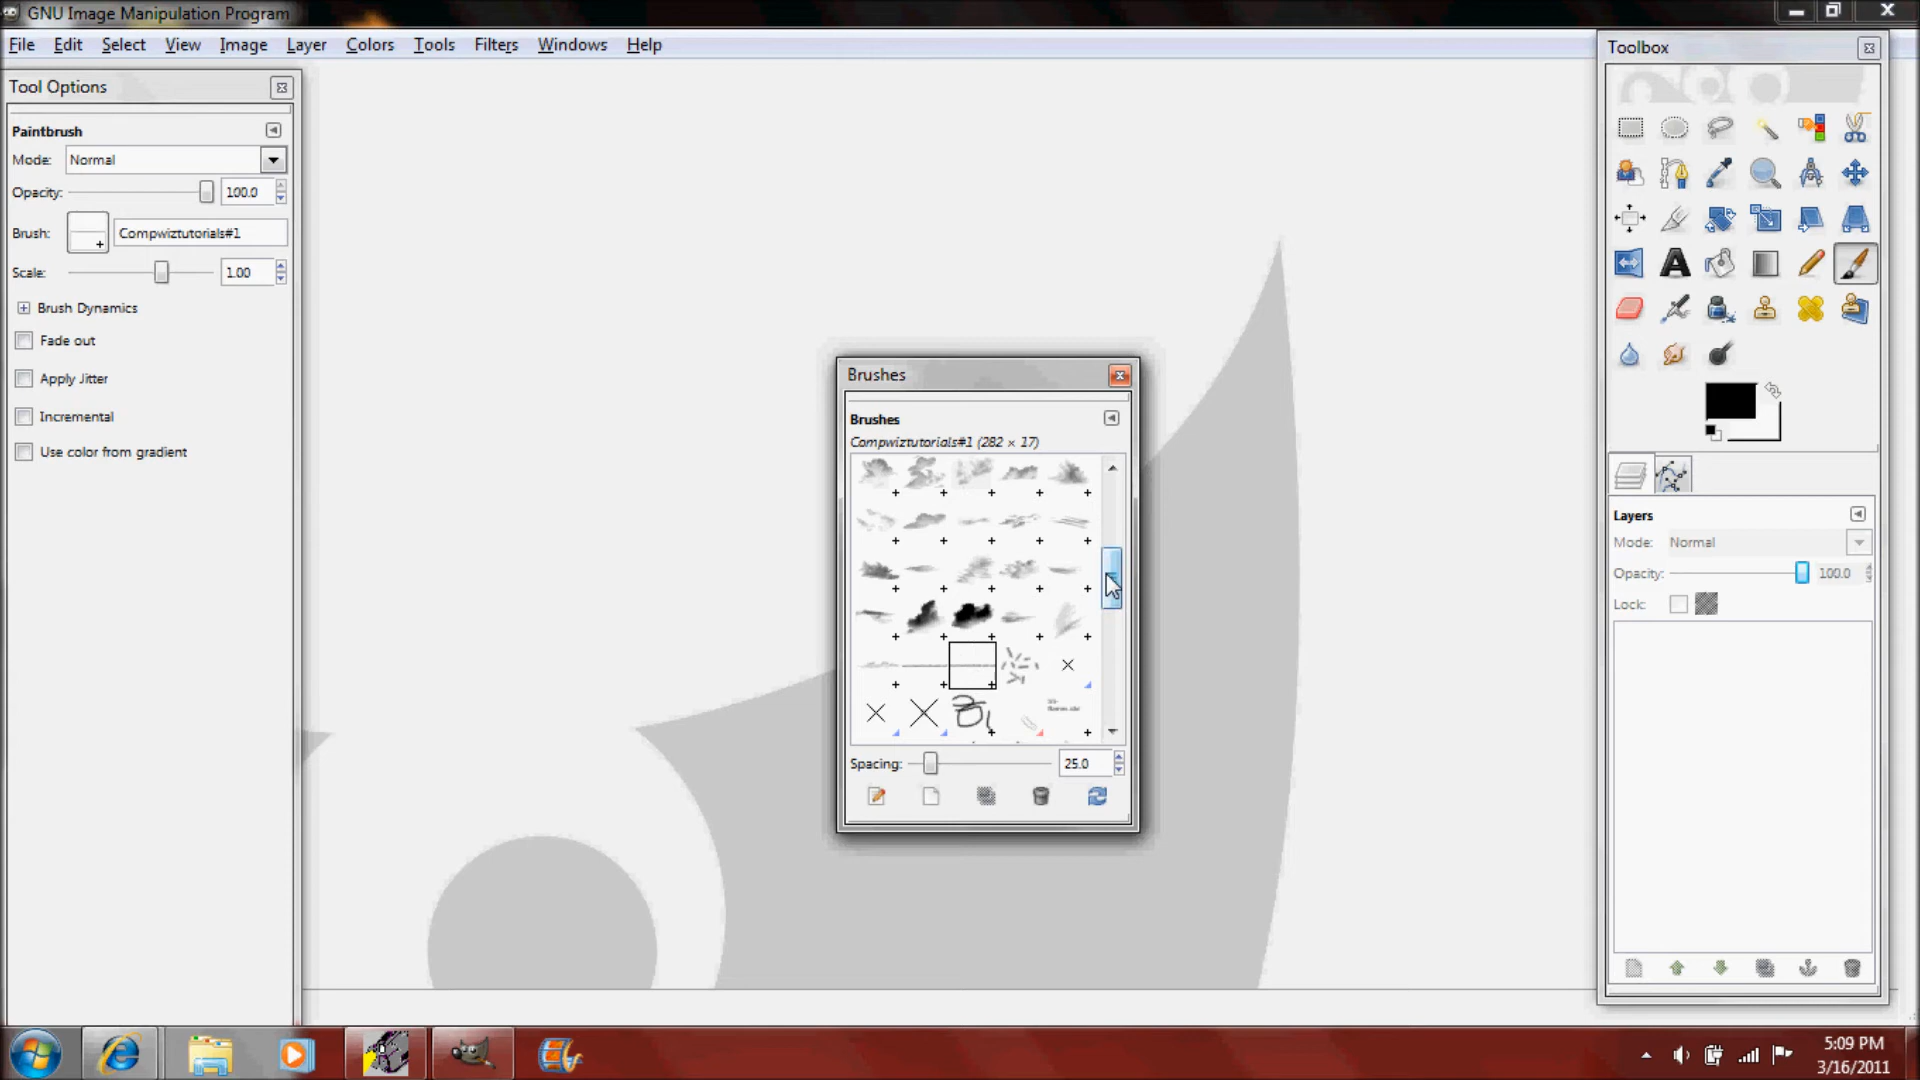 GNU Image Manipulation Program
File Edit Select View Image Layer Colors Tools Filters Windows Help
Tool Options
Paintbrush
Mode: Normal
Opacity: 100.0
Brush: Compwiztutorials#1
Scale: 1.00
Brush Dynamics
Fade out
Apply Jitter
Incremental
Use color from gradient
Brushes
Brushes
Compwiztutorials#1 (282 × 17)
Spacing: 25.0
Toolbox
Layers
Mode: Normal
Opacity: 100.0
Lock:
5:09 PM
3/16/2011